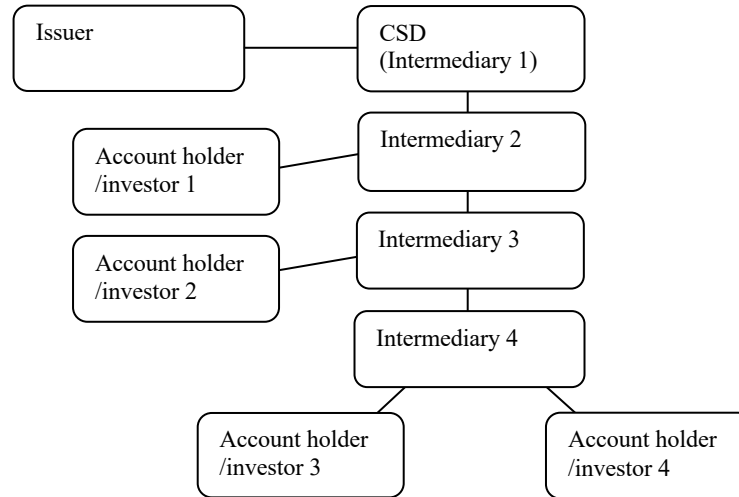 Issuer
CSD
(Intermediary 1)
Intermediary 2
Account holder
/investor 1
Intermediary 3
Account holder
/investor 2
Intermediary 4
Account holder
/investor 3
Account holder
/investor 4